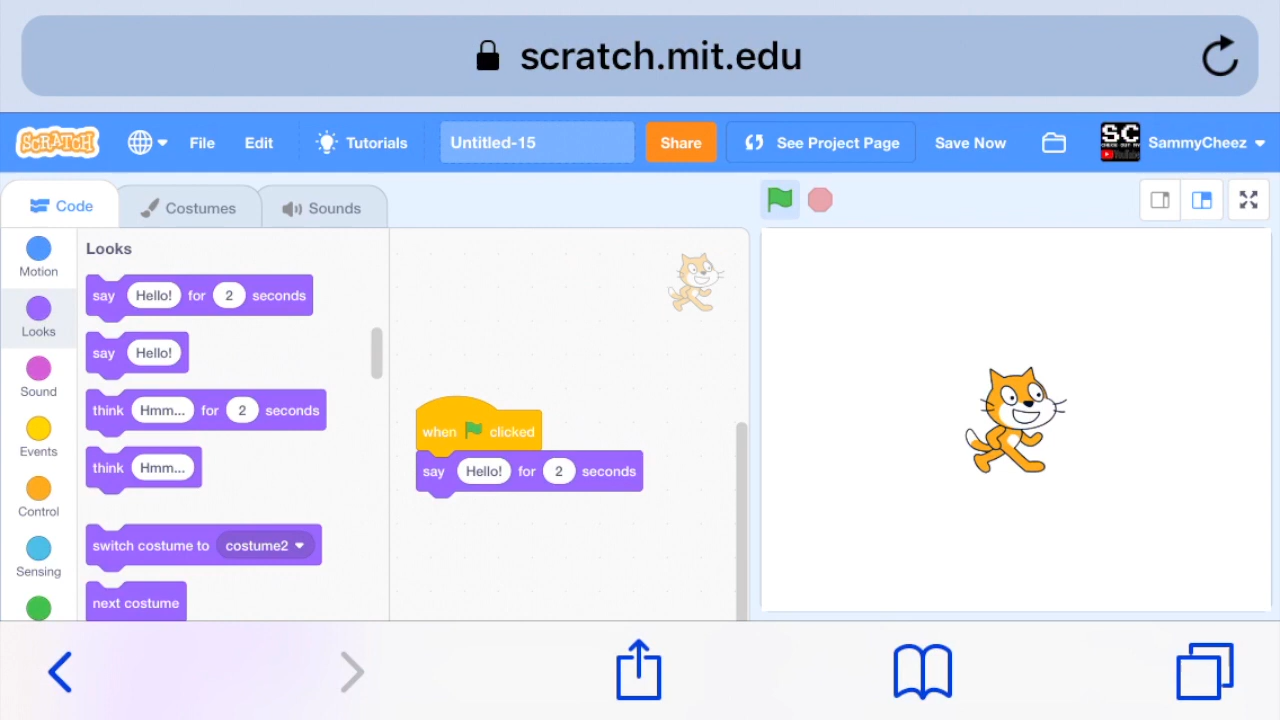 scratch.mit.edu
SCRATCH File Edit Tutorials Untitled-15 Share See Project Page Save Now SC SammyCheez
Code Costumes Sounds
Motion
Looks
Sound
Events
Control
Sensing
Looks
say Hello! for 2 seconds
say Hello!
think Hmm... for 2 seconds
think Hmm...
switch costume to costume2
next costume
when clicked
say Hello! for 2 seconds